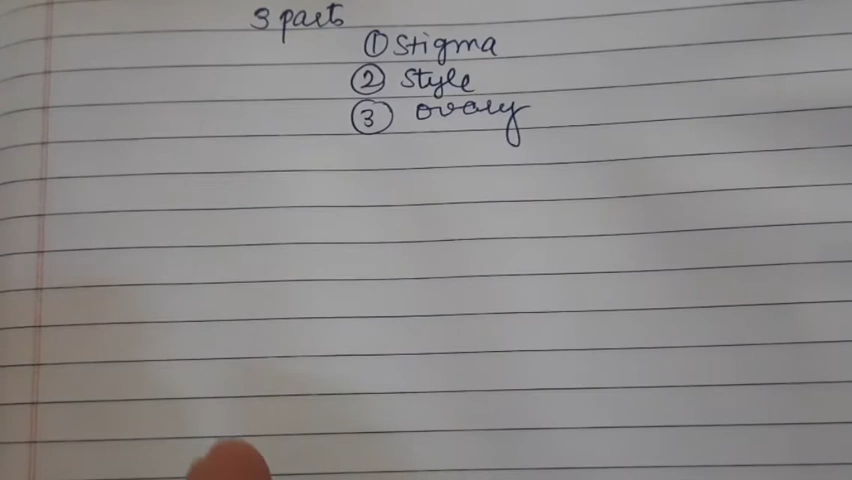 3 parts
① Stigma
② Style
③ ovary